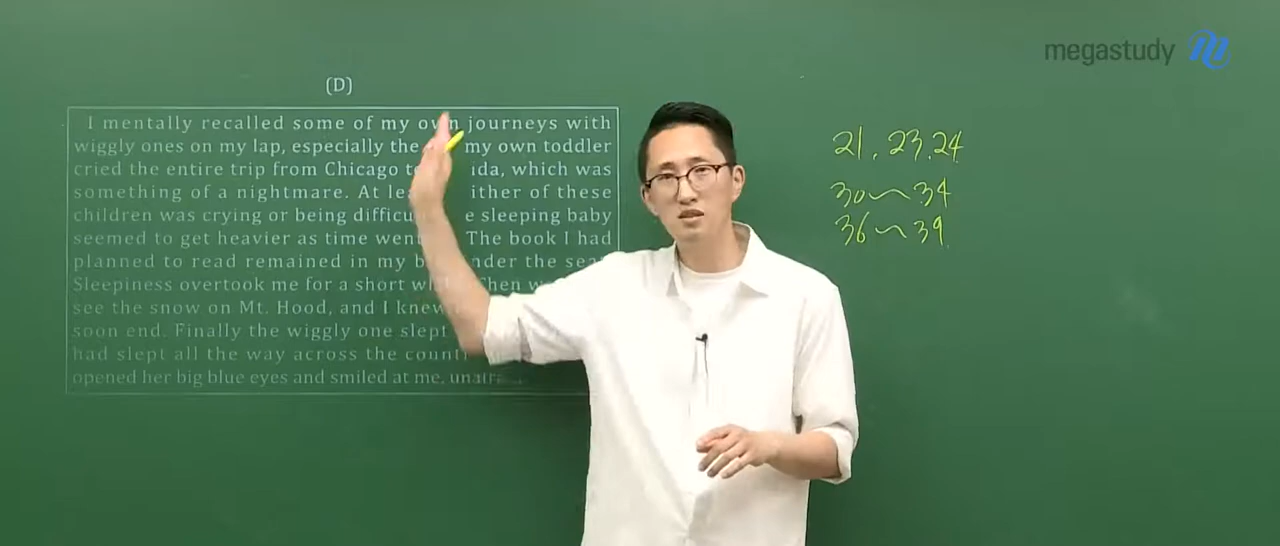 megastudy
(D)
I mentally recalled some of my own journeys with
wiggly ones on my lap, especially the my own toddler
cried the entire trip from Chicago which was
something of a nightmare. At ither of these
children was crying or being e sleeping baby
seemed to get heavier as time The book I had
planned to read remained in my
Sleepiness overtook me for a short
see the snow on Mt. Hood, and I knew
soon end. Finally the wiggly one slept
had slept all the way across the
opened her big blue eyes and smiled at me,
21, 23, 24
30~34
36~39